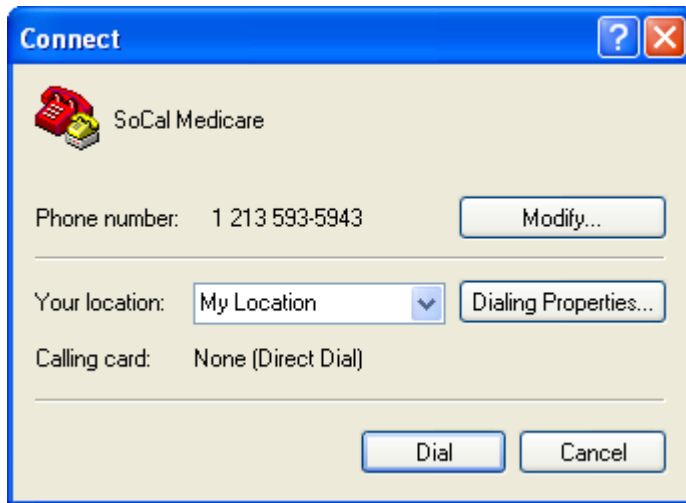 Connect
?
SoCal Medicare
Phone number: 1 213 593-5943 Modify...
Your location: My Location Dialing Properties...
Calling card: None (Direct Dial)
Dial Cancel